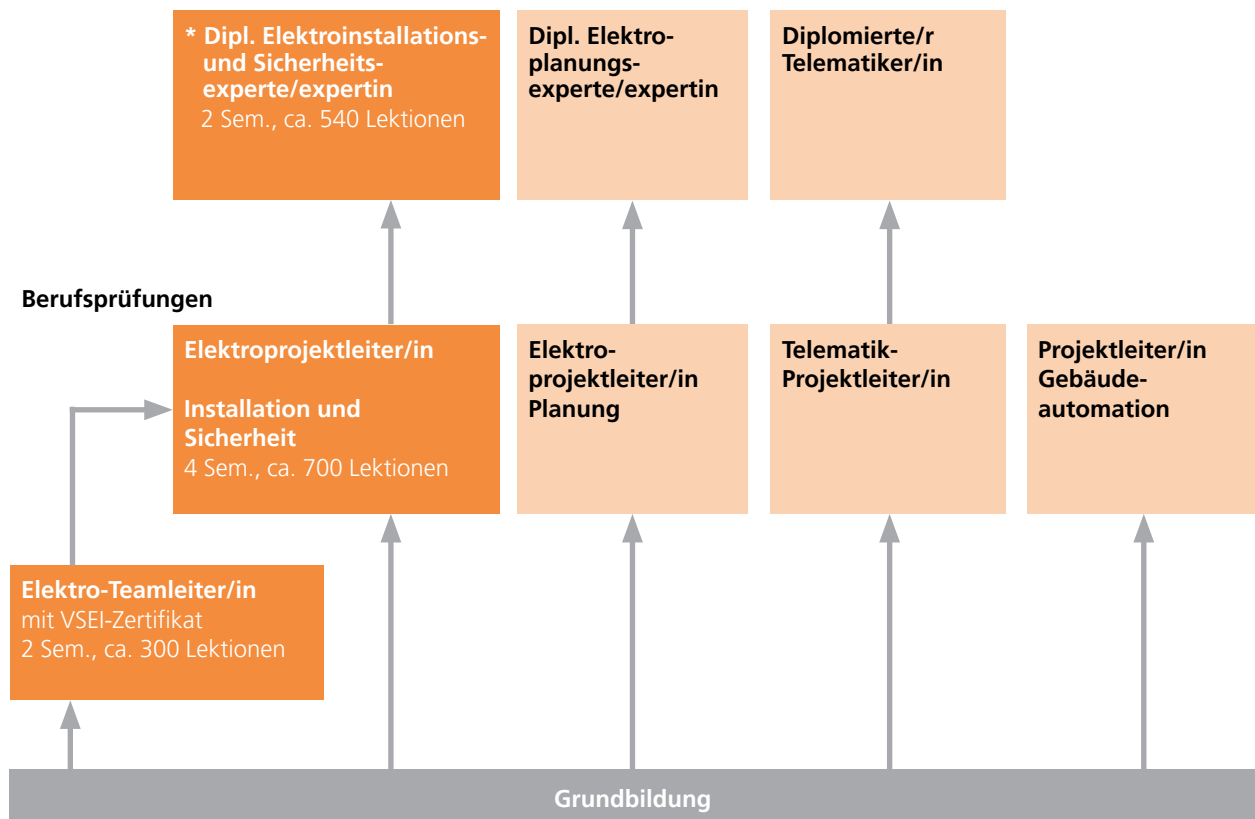 * Dipl. Elektroinstallations-
und Sicherheits-
experte/expertin
2 Sem., ca. 540 Lektionen
Dipl. Elektro-
planungs-
experte/expertin
Diplomierte/r
Telematiker/in
Berufsprüfungen
Elektroprojektleiter/in
Installation und
Sicherheit
4 Sem., ca. 700 Lektionen
Elektro-
projektleiter/in
Planung
Telematik-
Projektleiter/in
Projektleiter/in
Gebäude-
automation
Elektro-Teamleiter/in
mit VSEI-Zertifikat
2 Sem., ca. 300 Lektionen
Grundbildung